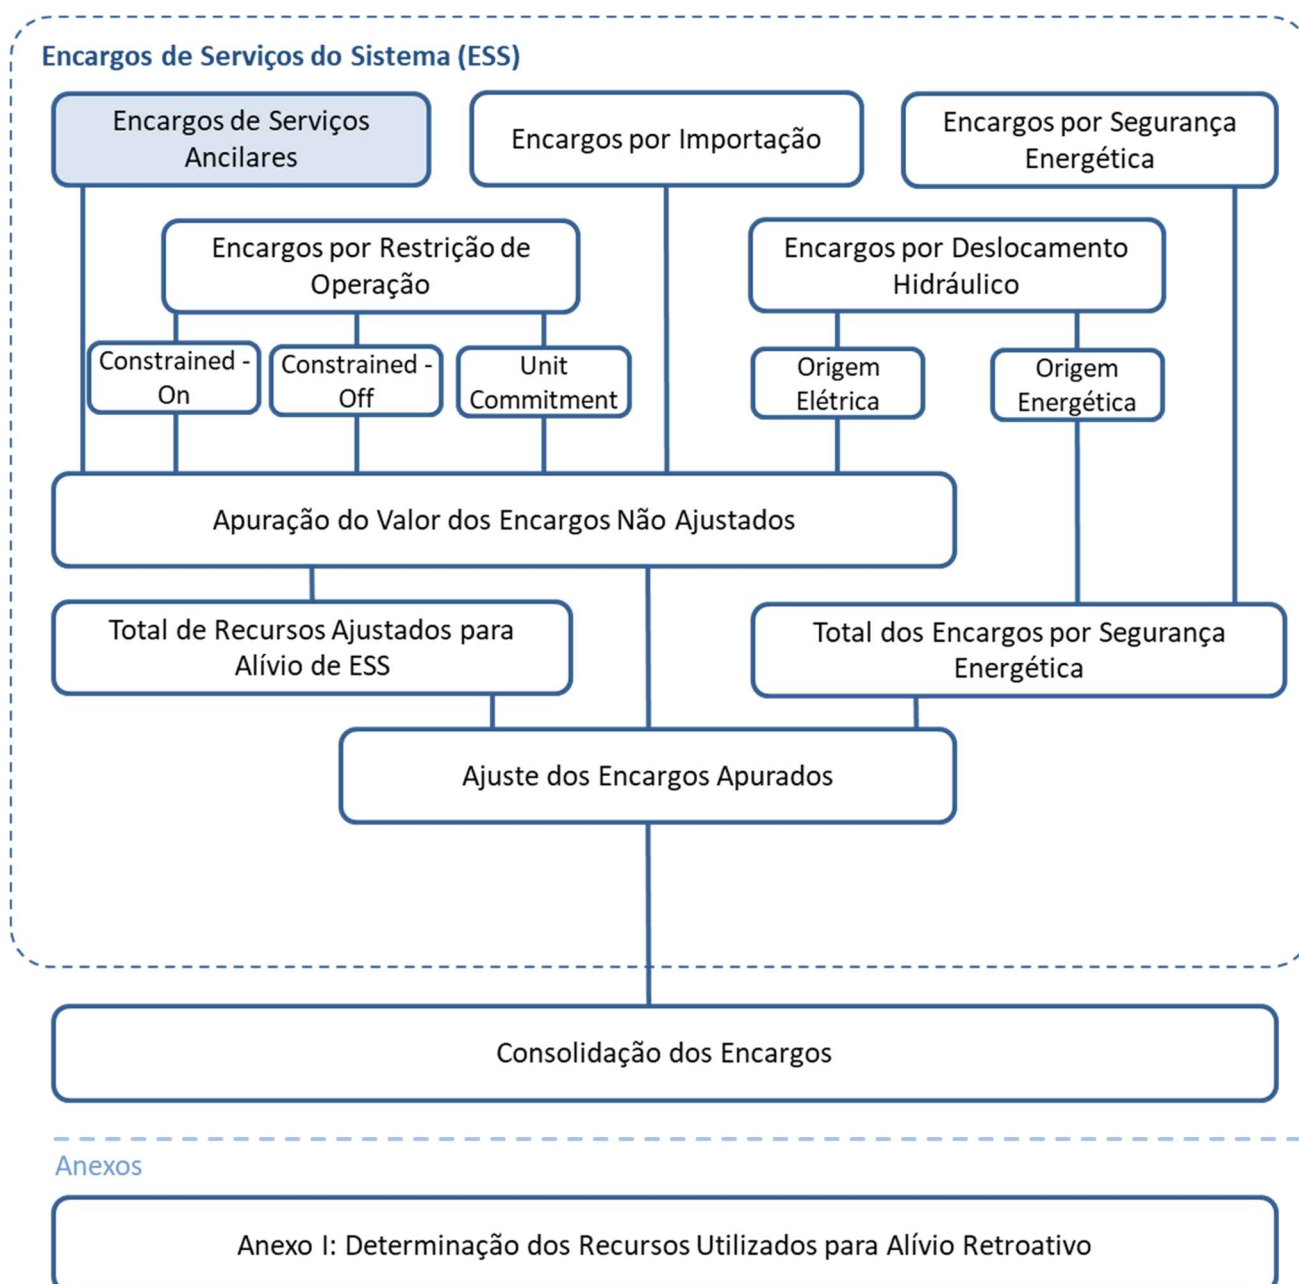 Encargos de Serviços do Sistema (ESS)
Encargos de Serviços
Ancilares
Encargos por Importação
Encargos por Segurança
Energética
Encargos por Restrição de
Operação
Encargos por Deslocamento
Hidráulico
Constrained -
On
Constrained -
Off
Unit
Commitment
Origem
Elétrica
Origem
Energética
Apuração do Valor dos Encargos Não Ajustados
Total de Recursos Ajustados para
Alívio de ESS
Total dos Encargos por Segurança
Energética
Ajuste dos Encargos Apurados
Consolidação dos Encargos
Anexos
Anexo I: Determinação dos Recursos Utilizados para Alívio Retroativo